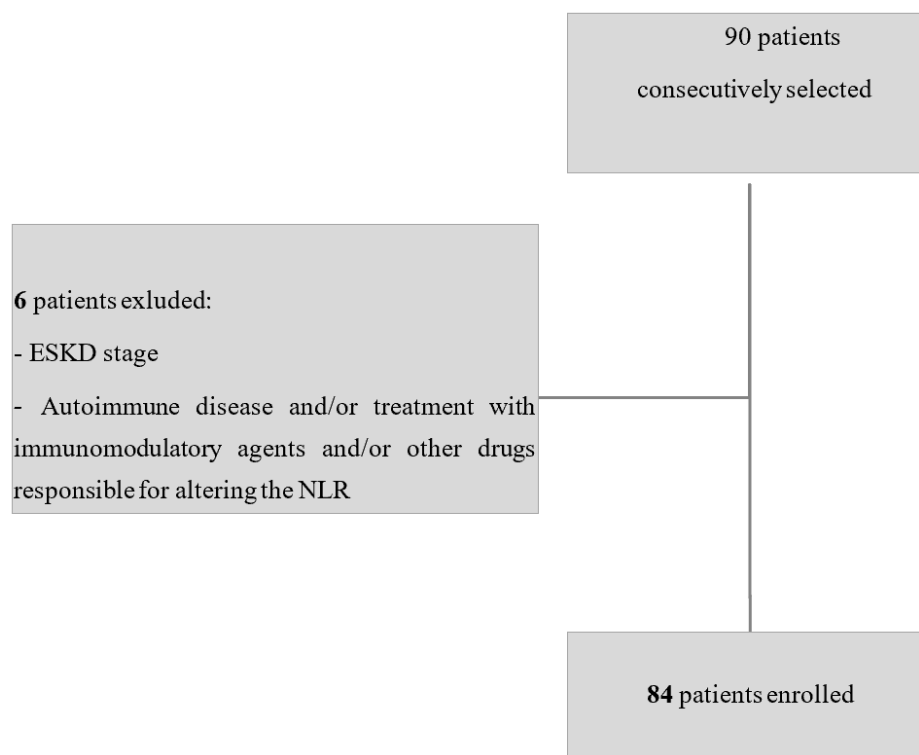 90 patients
consecutively selected
6 patients exluded:
- ESKD stage
- Autoimmune disease and/or treatment with
immunomodulatory agents and/or other drugs
responsible for altering the NLR
84 patients enrolled